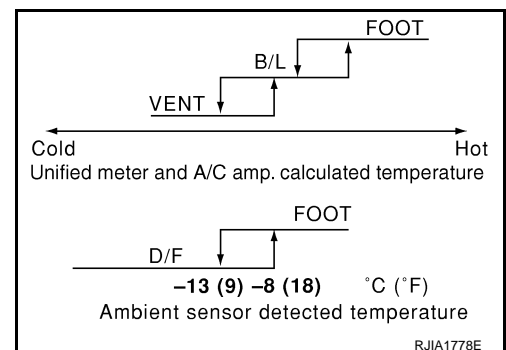 FOOT
B/L
VENT
Cold Hot
Unified meter and A/C amp. calculated temperature
FOOT
D/F
–13 (9) –8 (18) °C (°F)
Ambient sensor detected temperature
RJIA1778E